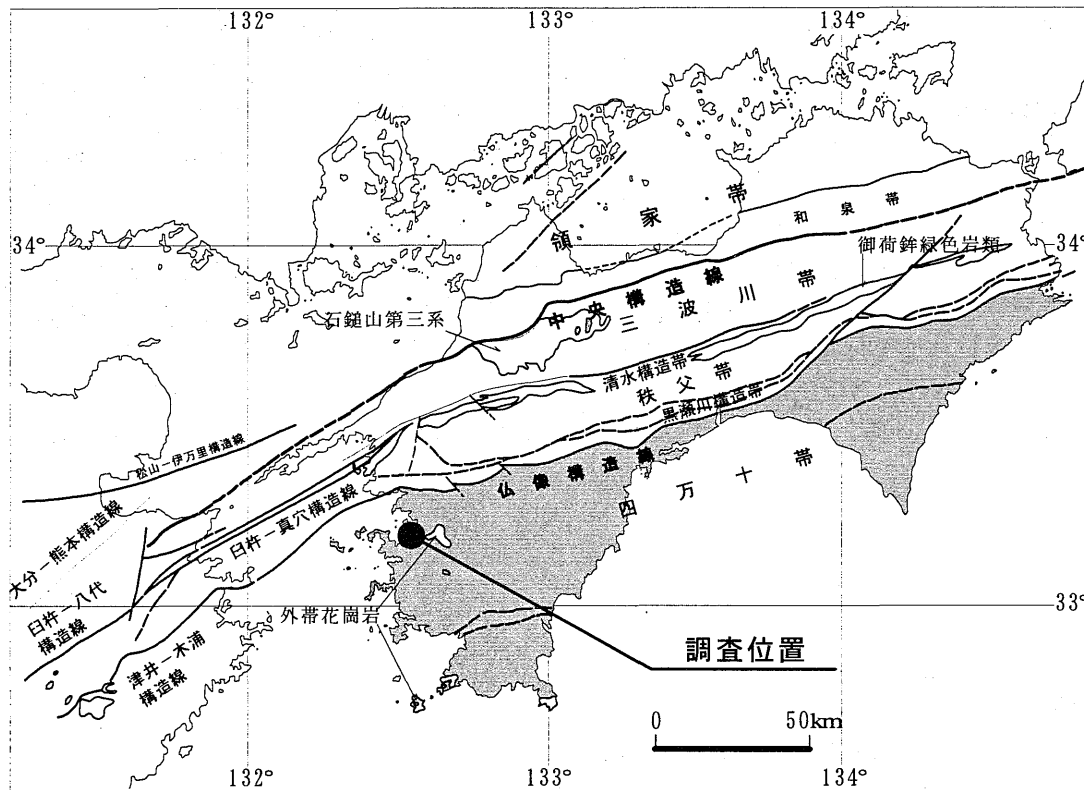 132°
133°
134°
34°
34°
領家帯
和泉帯
御荷鉾緑色岩類
中央構造線
三波川帯
石鎚山第三系
清水構造帯
秩父帯
黒瀬川構造帯
松山－伊万里構造線
仏像構造線
四万十帯
大分－熊本構造線
臼杵－真穴構造線
臼杵－八代
構造線
外帯花崗岩
33°
津井－木浦
構造線
調査位置
0 50km
132°
133°
134°